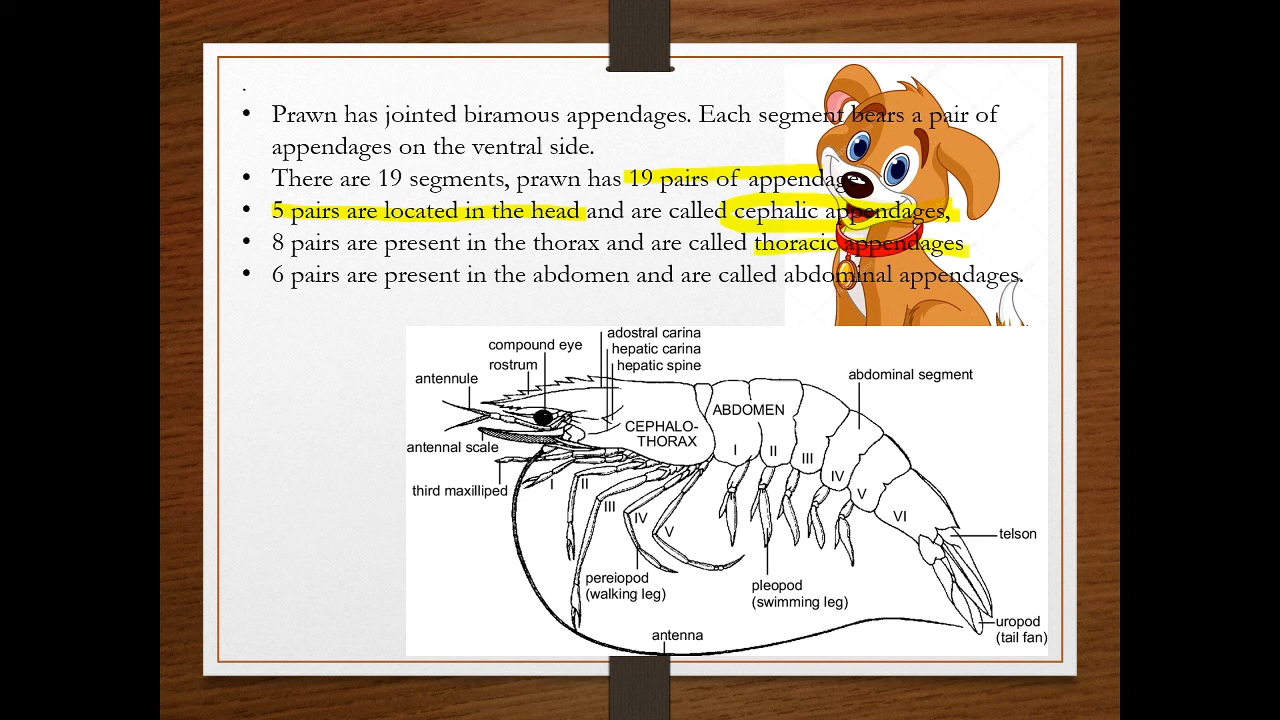 .
• Prawn has jointed biramous appendages. Each segment bears a pair of
appendages on the ventral side.
• There are 19 segments, prawn has 19 pairs of appendages
• 5 pairs are located in the head and are called cephalic appendages,
• 8 pairs are present in the thorax and are called thoracic appendages
• 6 pairs are present in the abdomen and are called abdominal appendages.
adostral carina
compound eye
hepatic carina
rostrum
hepatic spine
antennule
abdominal segment
ABDOMEN
CEPHALO-
THORAX
antennal scale
I II III IV V VI
third maxilliped
I II III IV V
telson
pereiopod
(walking leg)
pleopod
(swimming leg)
uropod
(tail fan)
antenna